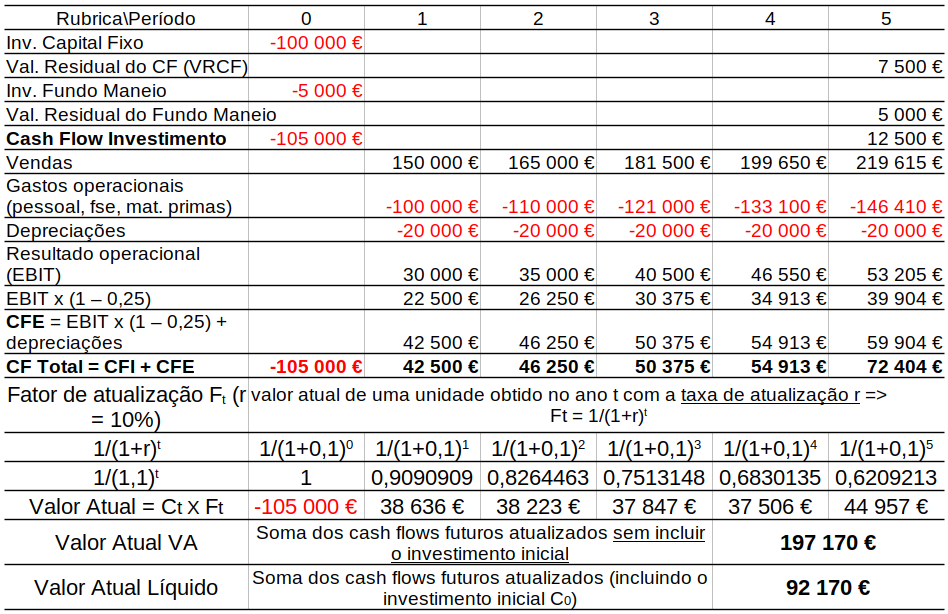 Rubrica\Período 0 1 2 3 4 5
Inv. Capital Fixo -100 000 €
Val. Residual do CF (VRCF) 7 500 €
Inv. Fundo Maneio -5 000 €
Val. Residual do Fundo Maneio 5 000 €
Cash Flow Investimento -105 000 € 12 500 €
Vendas 150 000 € 165 000 € 181 500 € 199 650 € 219 615 €
Gastos operacionais
(pessoal, fse, mat. primas) -100 000 € -110 000 € -121 000 € -133 100 € -146 410 €
Depreciações -20 000 € -20 000 € -20 000 € -20 000 € -20 000 €
Resultado operacional
(EBIT) 30 000 € 35 000 € 40 500 € 46 550 € 53 205 €
EBIT x (1 – 0,25) 22 500 € 26 250 € 30 375 € 34 913 € 39 904 €
CFE = EBIT x (1 – 0,25) +
depreciações 42 500 € 46 250 € 50 375 € 54 913 € 59 904 €
CF Total = CFI + CFE -105 000 € 42 500 € 46 250 € 50 375 € 54 913 € 72 404 €
Fator de atualização Fₜ (r
= 10%)
valor atual de uma unidade obtido no ano t com a taxa de atualização r =>
Ft = 1/(1+r)ᵗ
1/(1+r)ᵗ 1/(1+0,1)⁰ 1/(1+0,1)¹ 1/(1+0,1)² 1/(1+0,1)³ 1/(1+0,1)⁴ 1/(1+0,1)⁵
1/(1,1)ᵗ 1 0,9090909 0,8264463 0,7513148 0,6830135 0,6209213
Valor Atual = Ct x Ft -105 000 € 38 636 € 38 223 € 37 847 € 37 506 € 44 957 €
Valor Atual VA
Soma dos cash flows futuros atualizados sem incluir
o investimento inicial
197 170 €
Valor Atual Líquido
Soma dos cash flows futuros atualizados (incluindo o
investimento inicial C₀)
92 170 €